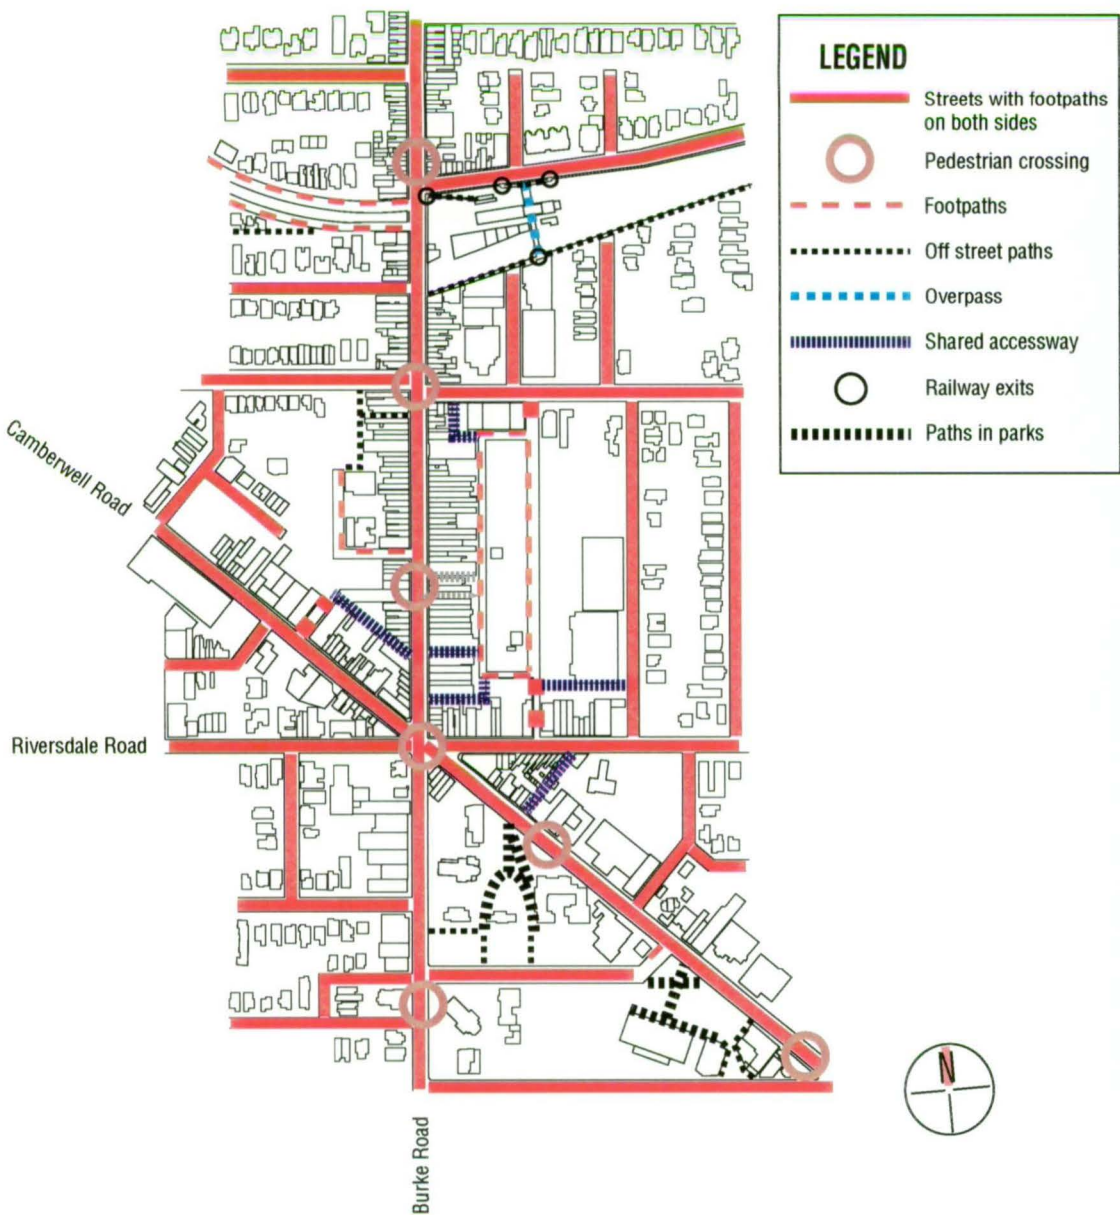 LEGEND
Streets with footpaths
on both sides
Pedestrian crossing
Footpaths
Off street paths
Overpass
Shared accessway
Railway exits
Paths in parks
Camberwell Road
Riversdale Road
N
Burke Road